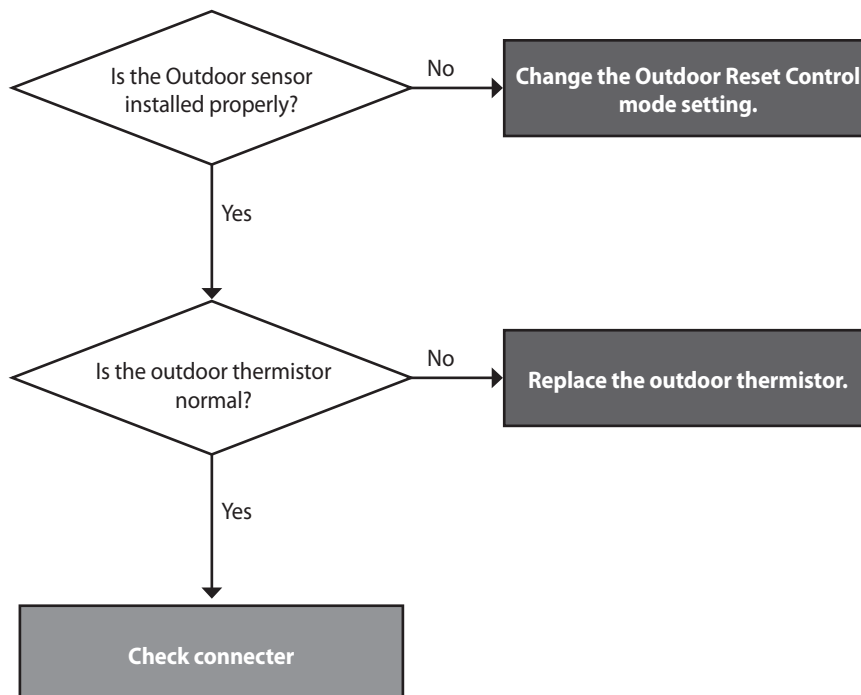 Is the Outdoor sensor
installed properly?
No
Change the Outdoor Reset Control
mode setting.
Yes
Is the outdoor thermistor
normal?
No
Replace the outdoor thermistor.
Yes
Check connecter